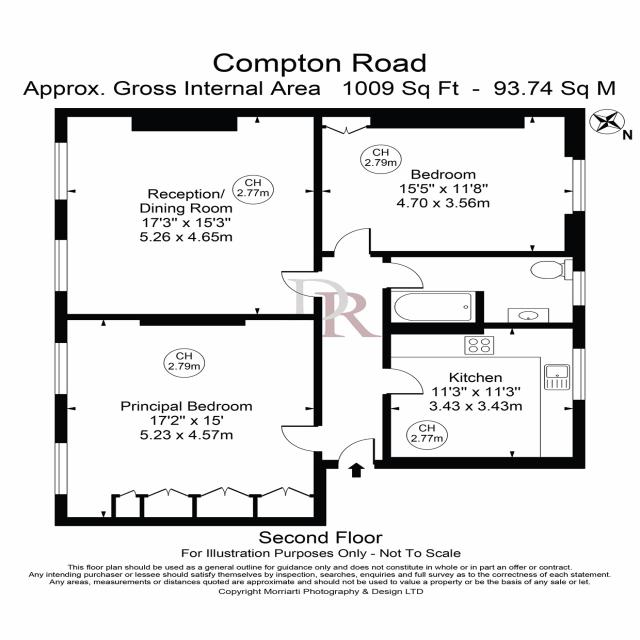 Compton Road
Approx. Gross Internal Area 1009 Sq Ft - 93.74 Sq M
N
CH
2.79m
Bedroom
15'5" x 11'8"
4.70 x 3.56m
Reception/
Dining Room
17'3" x 15'3"
5.26 x 4.65m
CH
2.77m
DR
CH
2.79m
Principal Bedroom
17'2" x 15'
5.23 x 4.57m
Kitchen
11'3" x 11'3"
3.43 x 3.43m
CH
2.77m
Second Floor
For Illustration Purposes Only - Not To Scale
This floor plan should be used as a general outline for guidance only and does not constitute in whole or in part an offer or contract.
Any intending purchaser or lessee should satisfy themselves by inspection, searches, enquiries and full survey as to the correctness of each statement.
Any areas, measurements or distances quoted are approximate and should not be used to value a property or be the basis of any sale or let.
Copyright Morriarti Photography & Design LTD